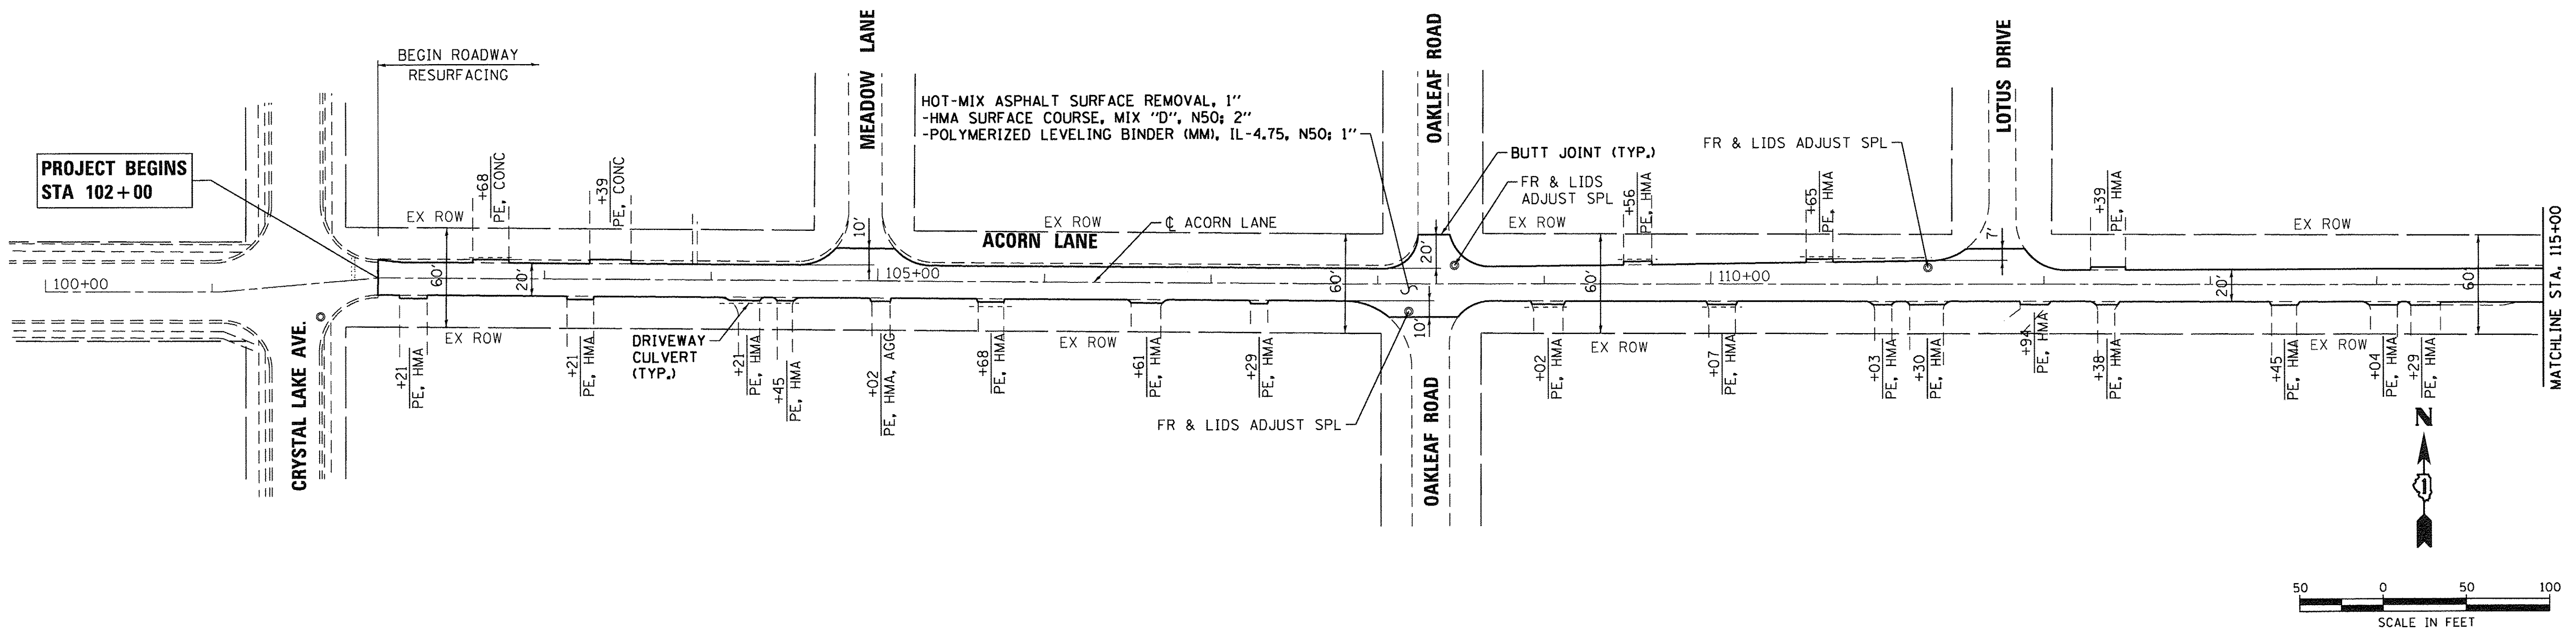 BEGIN ROADWAY
RESURFACING
PROJECT BEGINS
STA 102+00
MEADOW LANE
HOT-MIX ASPHALT SURFACE REMOVAL, 1"
-HMA SURFACE COURSE, MIX "D", N50; 2"
-POLYMERIZED LEVELING BINDER (MM), IL-4.75, N50; 1"
OAKLEAF ROAD
BUTT JOINT (TYP.)
FR & LIDS
ADJUST SPL
FR & LIDS ADJUST SPL
LOTUS DRIVE
+68
PE, CONC
+39
PE, CONC
+56
PE, HMA
+65
PE, HMA
+39
PE, HMA
EX ROW
EX ROW
ACORN LANE
℄ ACORN LANE
EX ROW
EX ROW
10'
20'
7'
100+00
60'
20'
105+00
60'
10'
60'
110+00
20'
60'
MATCHLINE STA. 115+00
CRYSTAL LAKE AVE.
EX ROW
EX ROW
EX ROW
EX ROW
DRIVEWAY
CULVERT
(TYP.)
+21
PE, HMA
+21
PE, HMA
+21
PE, HMA
+45
PE, HMA
+02
PE, HMA, AGG
+68
PE, HMA
+61
PE, HMA
+29
PE, HMA
+02
PE, HMA
+07
PE, HMA
+03
PE, HMA
+30
PE, HMA
+94
PE, HMA
+38
PE, HMA
+45
PE, HMA
+04
PE, HMA
+29
PE, HMA
FR & LIDS ADJUST SPL
OAKLEAF ROAD
N
1
50 0 50 100
SCALE IN FEET